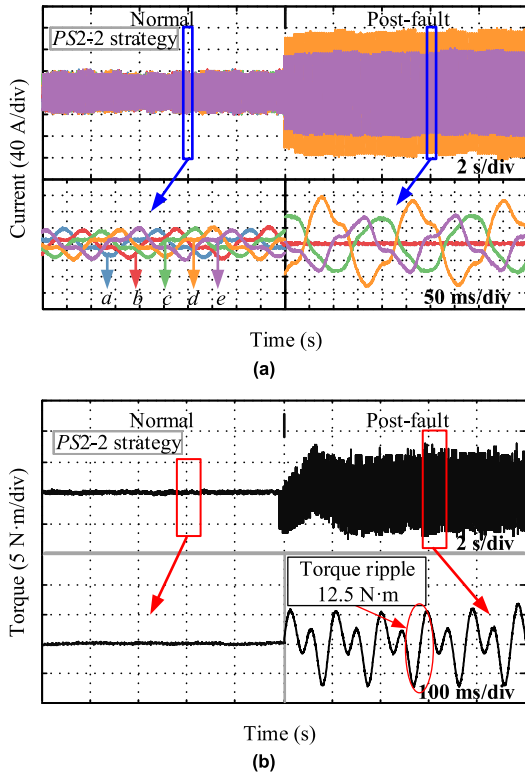 Normal
Post-fault
PS2-2 strategy
Current (40 A/div)
2 s/div
a b c d e
50 ms/div
Time (s)
(a)
Normal
Post-fault
PS2-2 strategy
Torque (5 N·m/div)
2 s/div
Torque ripple
12.5 N·m
100 ms/div
Time (s)
(b)